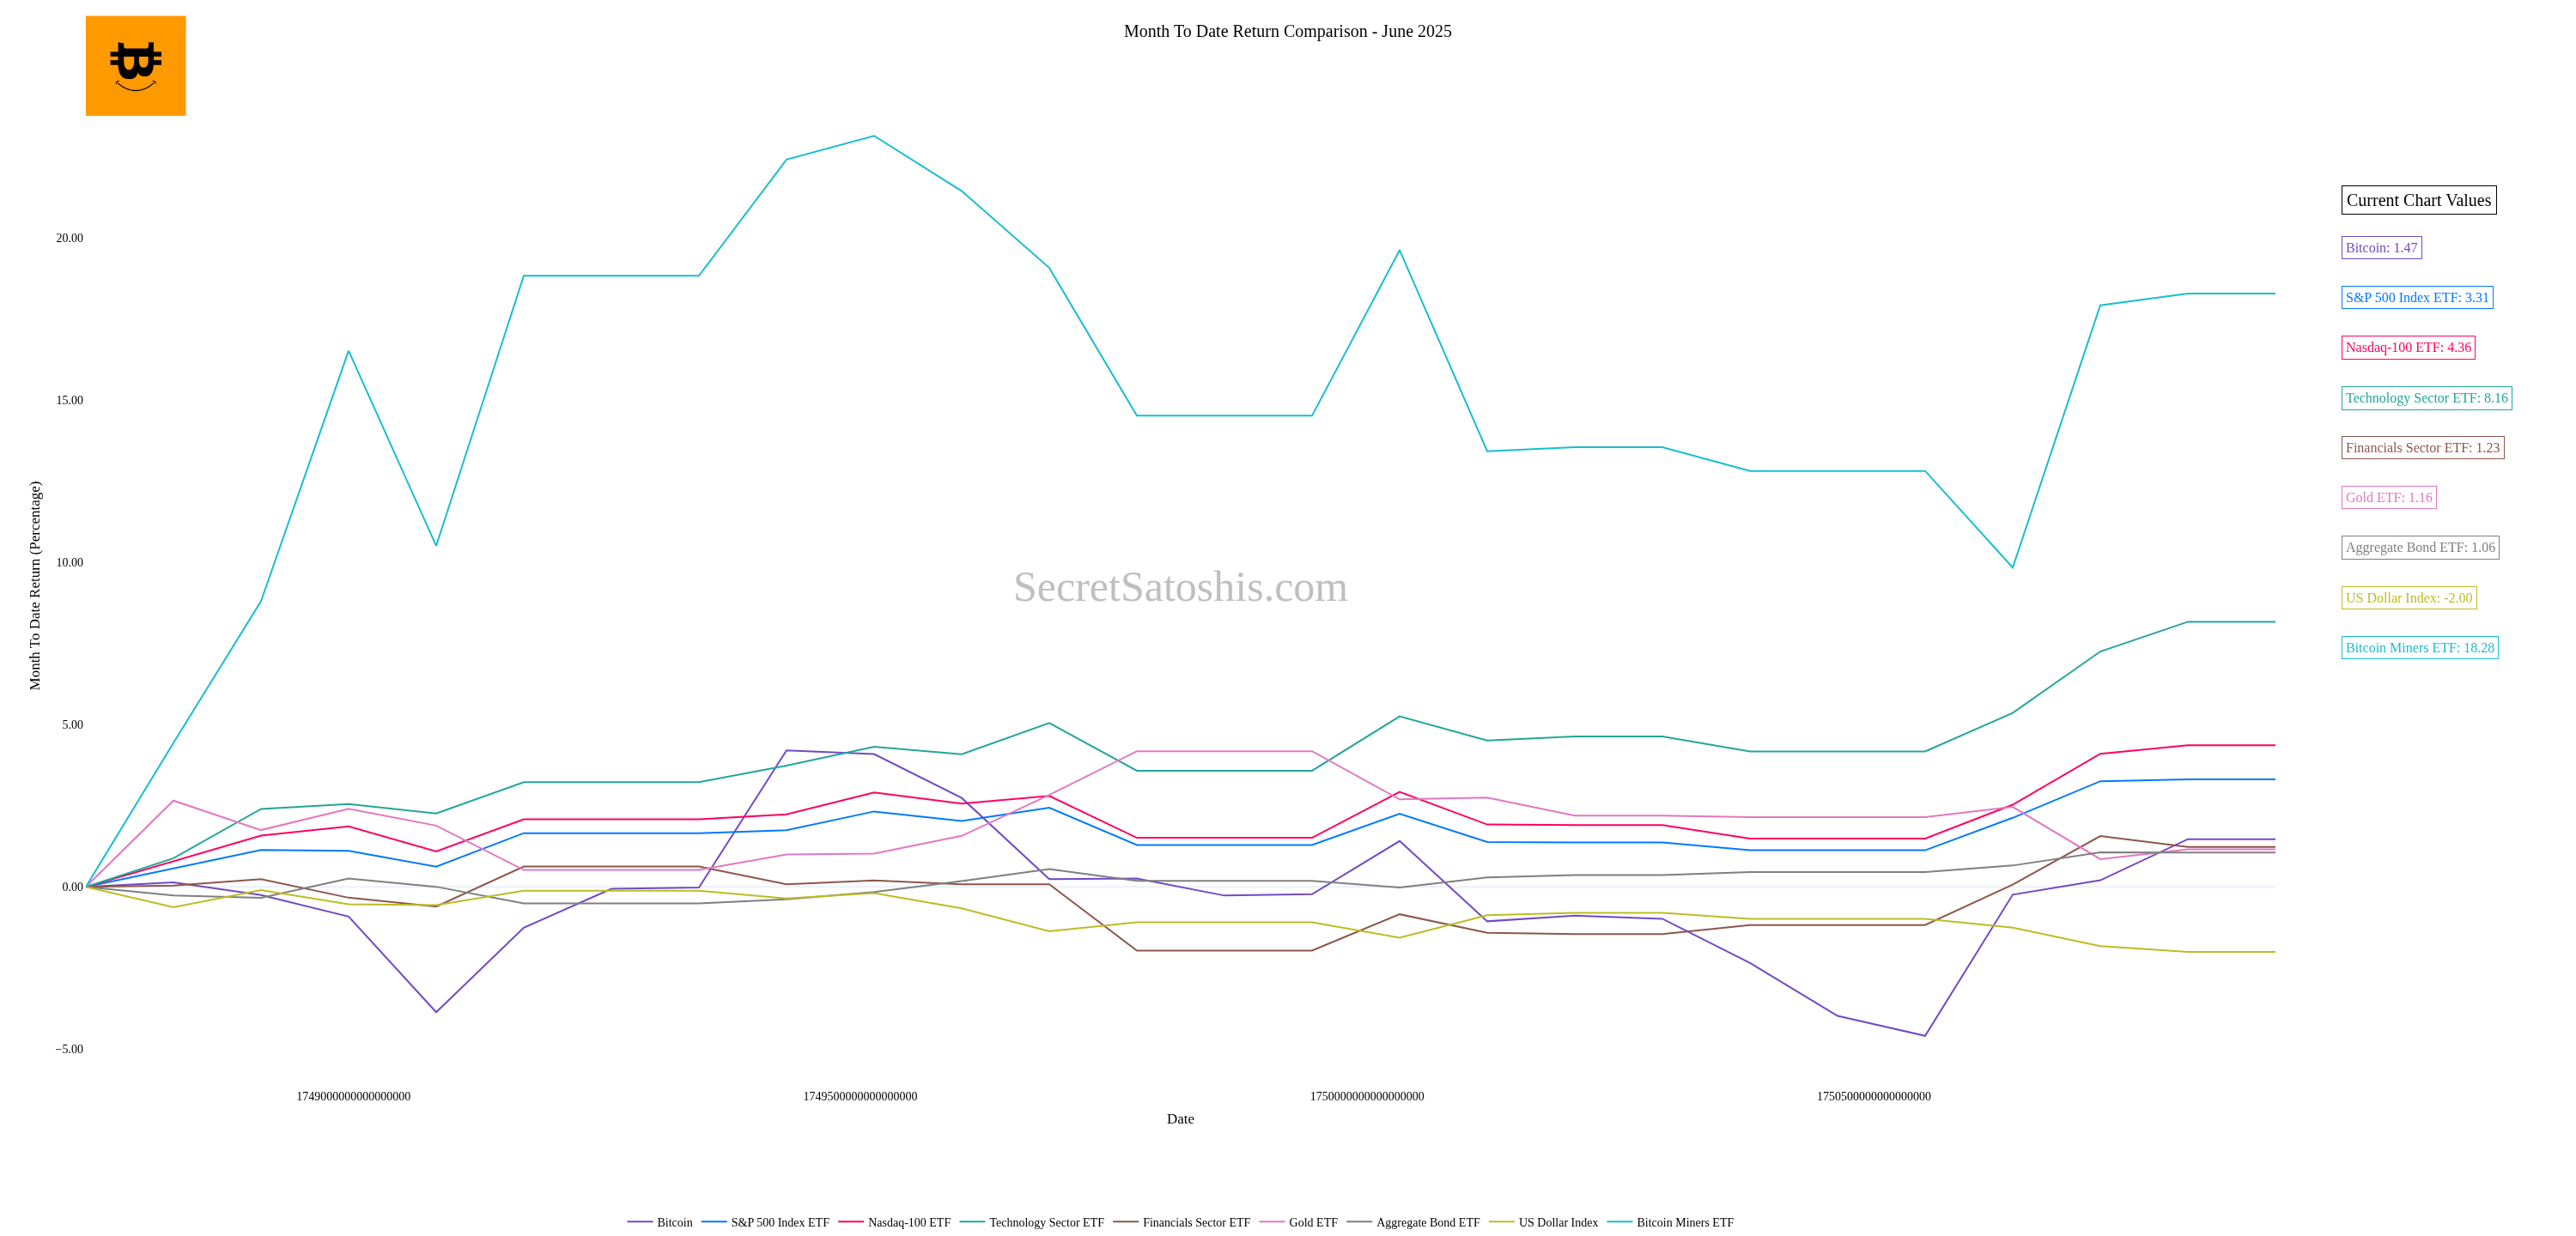 Month To Date Return Comparison - June 2025
Current Chart Values
Bitcoin: 1.47
S&P 500 Index ETF: 3.31
Nasdaq-100 ETF: 4.36
Technology Sector ETF: 8.16
Financials Sector ETF: 1.23
Gold ETF: 1.16
Aggregate Bond ETF: 1.06
US Dollar Index: -2.00
Bitcoin Miners ETF: 18.28
Month To Date Return (Percentage)
20.00
15.00
10.00
5.00
0.00
−5.00
SecretSatoshis.com
1749000000000000000 1749500000000000000 1750000000000000000 1750500000000000000
Date
Bitcoin S&P 500 Index ETF Nasdaq-100 ETF Technology Sector ETF Financials Sector ETF Gold ETF Aggregate Bond ETF US Dollar Index Bitcoin Miners ETF